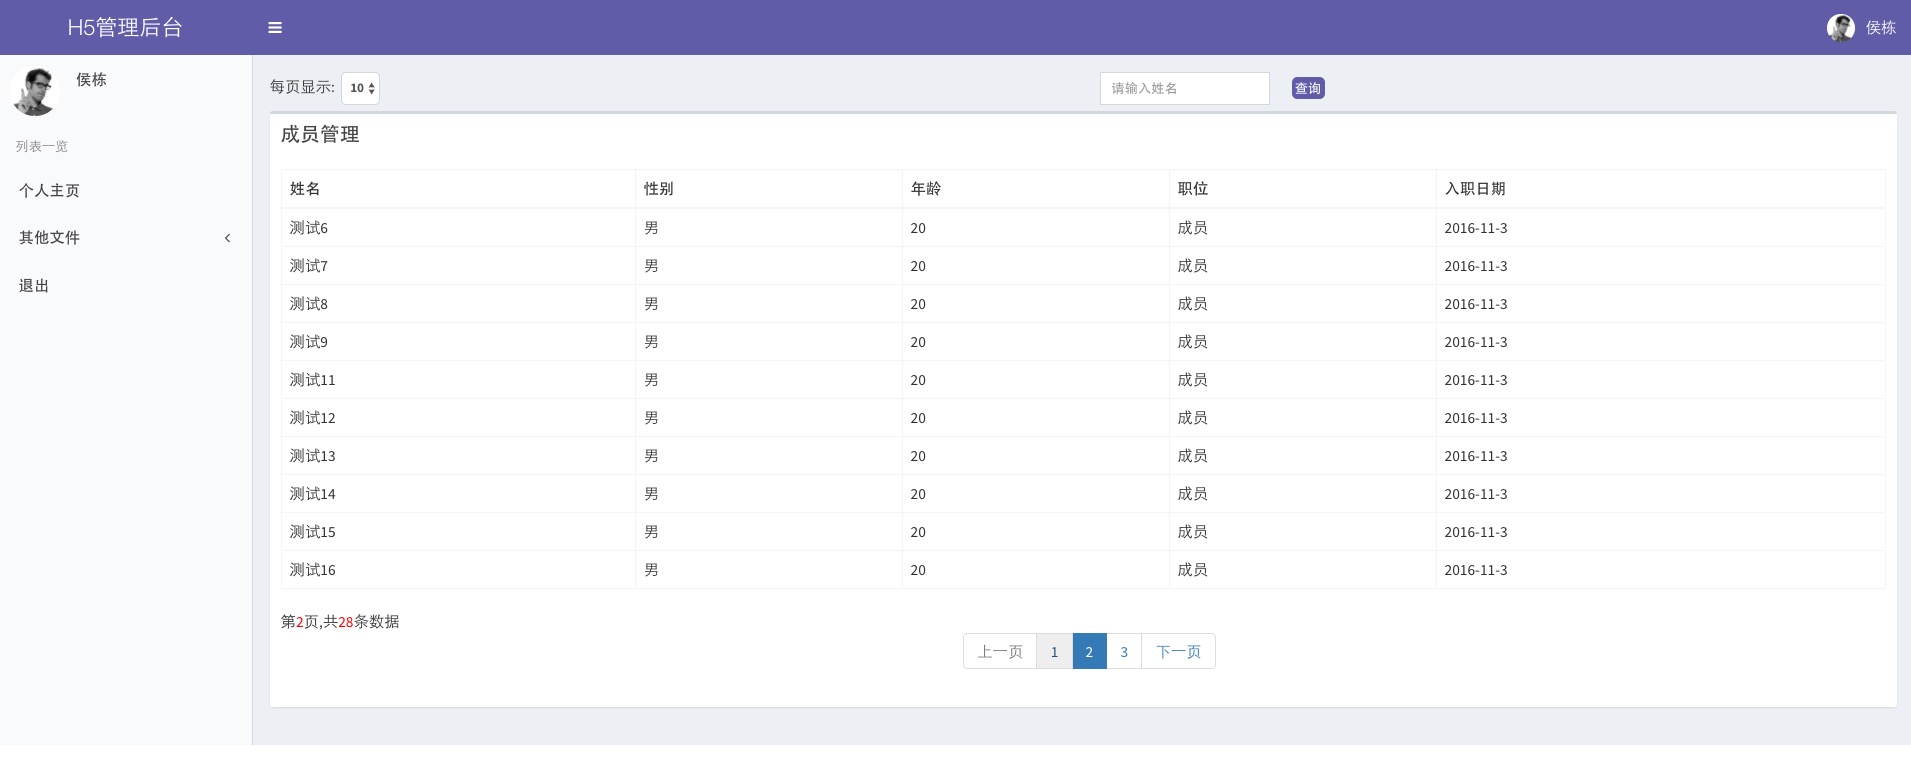 H5管理后台 侯栋
侯栋
列表一览
个人主页
其他文件
退出
每页显示: 10 请输入姓名 查询
成员管理
姓名 性别 年龄 职位 入职日期
测试6 男 20 成员 2016-11-3
测试7 男 20 成员 2016-11-3
测试8 男 20 成员 2016-11-3
测试9 男 20 成员 2016-11-3
测试11 男 20 成员 2016-11-3
测试12 男 20 成员 2016-11-3
测试13 男 20 成员 2016-11-3
测试14 男 20 成员 2016-11-3
测试15 男 20 成员 2016-11-3
测试16 男 20 成员 2016-11-3
第2页,共28条数据
上一页 1 2 3 下一页